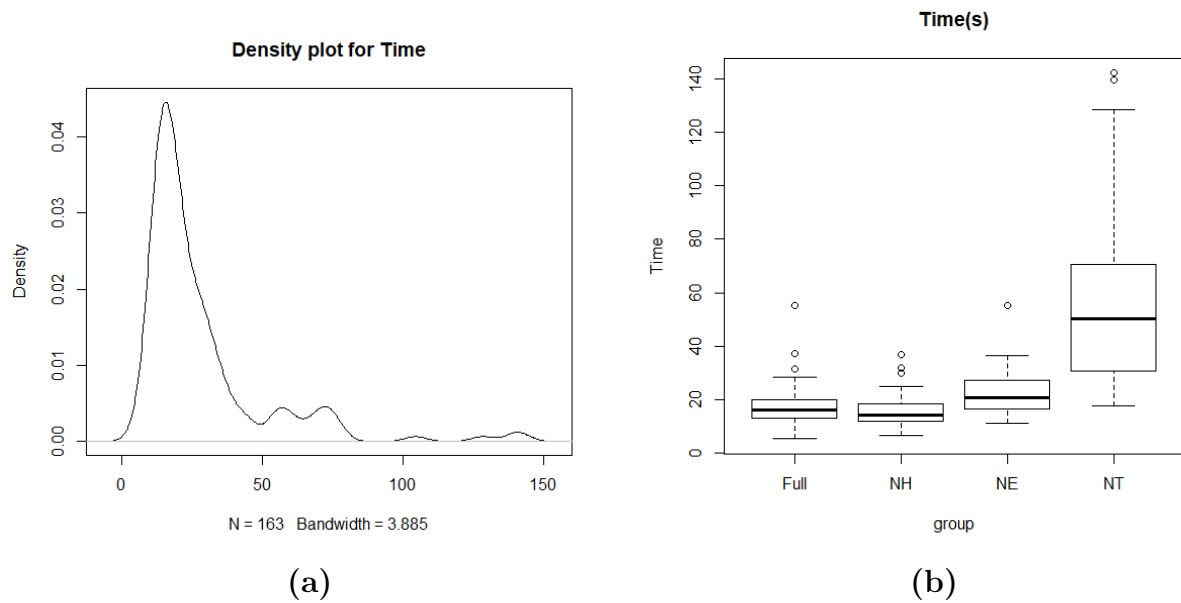 Density plot for Time
Density
0.00 0.01 0.02 0.03 0.04
0 50 100 150
N = 163 Bandwidth = 3.885
(a)
Time(s)
Time
0 20 40 60 80 100 120 140
Full NH NE NT
group
(b)